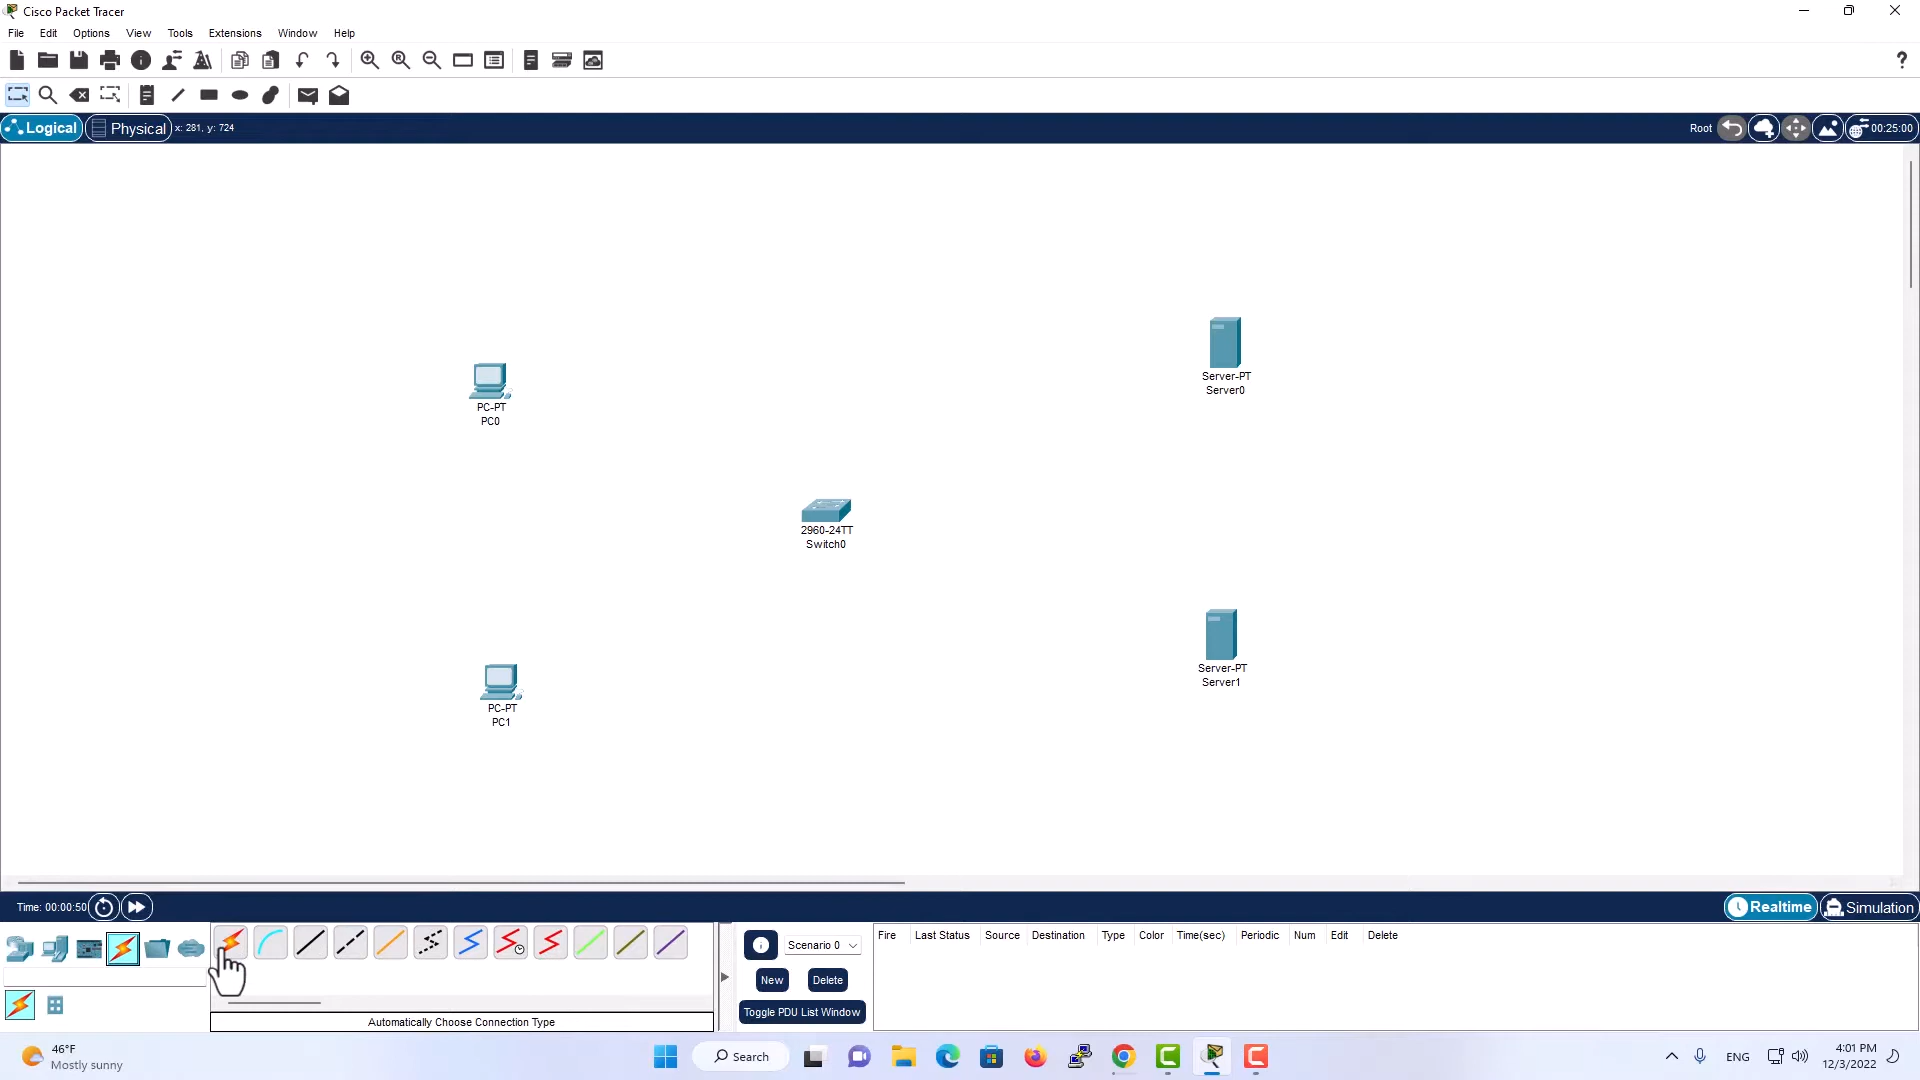 Cisco Packet Tracer
File Edit Options View Tools Extensions Window Help
Logical Physical x: 281, y: 724 Root 00:25:00
Server-PT
Server0
PC-PT
PC0
2960-24TT
Switch0
Server-PT
Server1
PC-PT
PC1
Time: 00:00:50 Realtime Simulation
Scenario 0
New Delete
Toggle PDU List Window
Fire Last Status Source Destination Type Color Time(sec) Periodic Num Edit Delete
Automatically Choose Connection Type
46°F
Mostly sunny
Search
ENG
4:01 PM
12/3/2022